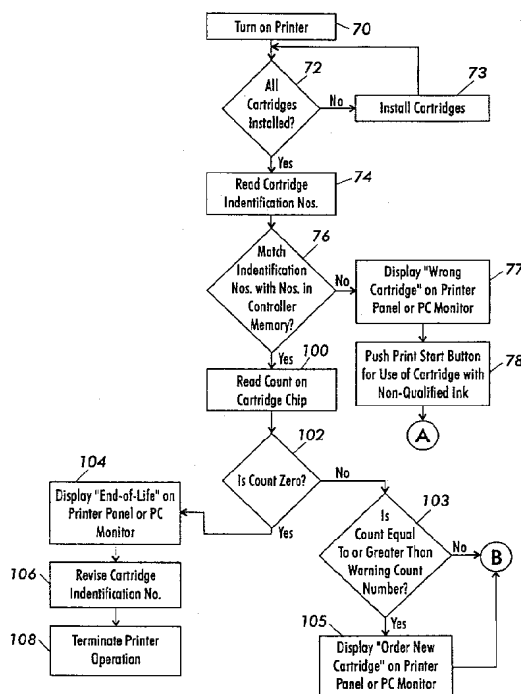 Turn on Printer
70
72
73
All
Cartridges
Installed?
No
Install Cartridges
Yes
74
Read Cartridge
Indentification Nos.
76
77
Match
Indentification
Nos. with Nos. in
Controller
Memory?
No
Display "Wrong
Cartridge" on Printer
Panel or PC Monitor
Yes
100
78
Read Count on
Cartridge Chip
Push Print Start Button
for Use of Cartridge with
Non-Qualified Ink
A
102
Is Count Zero?
No
Yes
104
Display "End-of-Life" on
Printer Panel or PC
Monitor
103
Is
Count Equal
To or Greater Than
Warning Count
Number?
No
B
Yes
106
Revise Cartridge
Indentification No.
108
Terminate Printer
Operation
105
Display "Order New
Cartridge" on Printer
Panel or PC Monitor